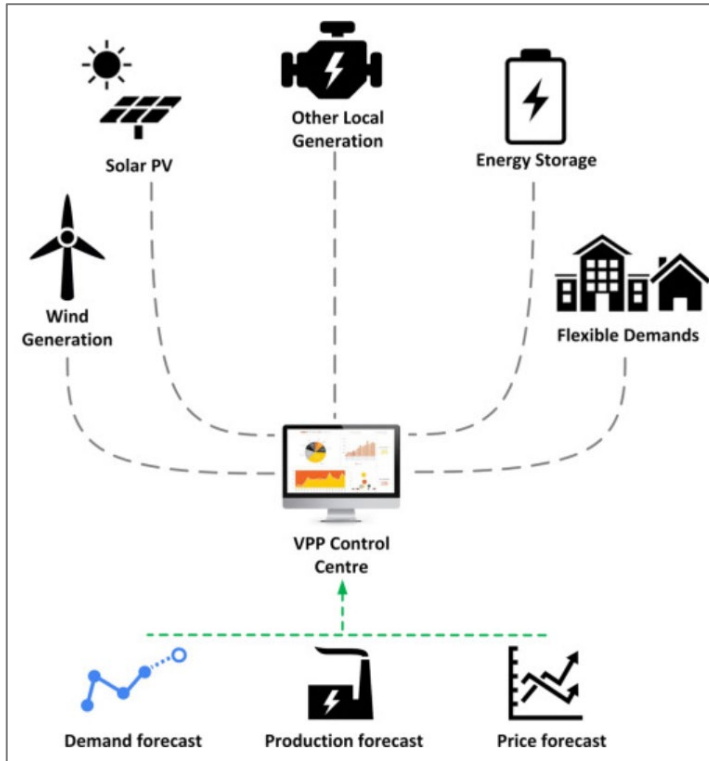 Solar PV
Other Local
Generation
Energy Storage
Wind
Generation
Flexible Demands
VPP Control
Centre
Demand forecast
Production forecast
Price forecast